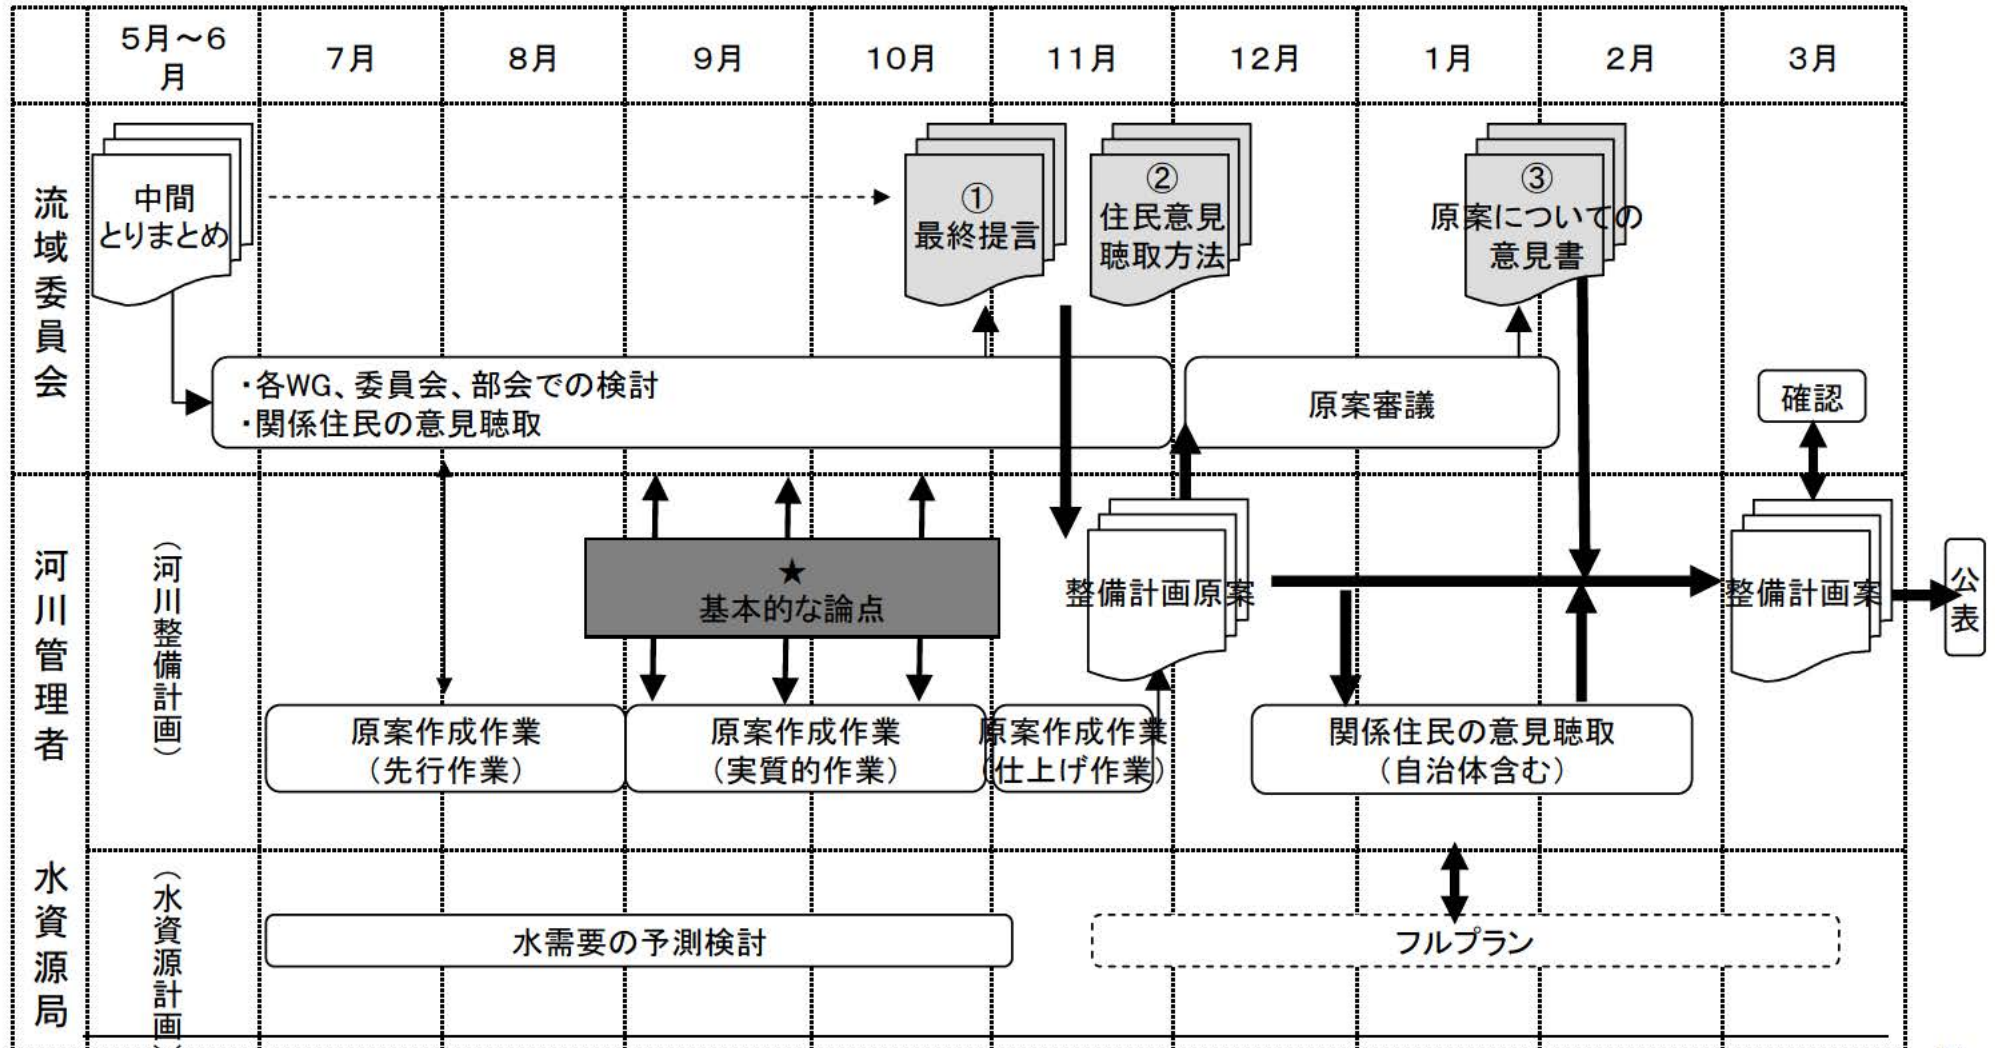 5月～6
月
7月
8月
9月
10月
11月
12月
1月
2月
3月
流域委員会
中間
とりまとめ
①
最終提言
②
住民意見
聴取方法
③
原案についての
意見書
・各WG、委員会、部会での検討
・関係住民の意見聴取
原案審議
確認
河川管理者
（河川整備計画）
★
基本的な論点
整備計画原案
整備計画案
公表
原案作成作業
（先行作業）
原案作成作業
（実質的作業）
原案作成作業
（仕上げ作業）
関係住民の意見聴取
（自治体含む）
水資源局
（水資源計画）
水需要の予測検討
フルプラン